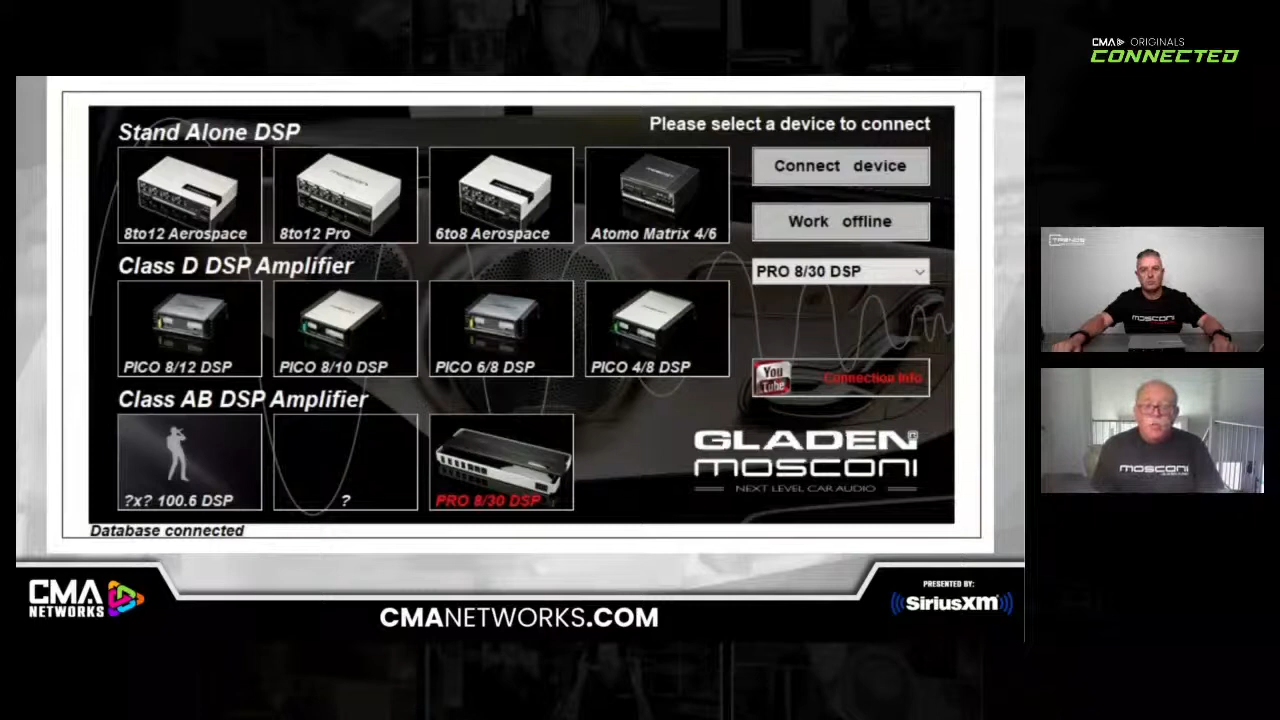 CMA ORIGINALS
CONNECTED
Stand Alone DSP
Please select a device to connect
8to12 Aerospace
8to12 Pro
6to8 Aerospace
Atomo Matrix 4/6
Connect device
Work offline
Class D DSP Amplifier
PRO 8/30 DSP
PICO 8/12 DSP
PICO 8/10 DSP
PICO 6/8 DSP
PICO 4/8 DSP
You Tube
Connection Info
Class AB DSP Amplifier
?x? 100.6 DSP
?
PRO 8/30 DSP
GLADEN
MOSCONI
NEXT LEVEL CAR AUDIO
Database connected
CMA
NETWORKS
CMANETWORKS.COM
PRESENTED BY:
SiriusXM
TRENDS
MOSCONI
MOSCONI